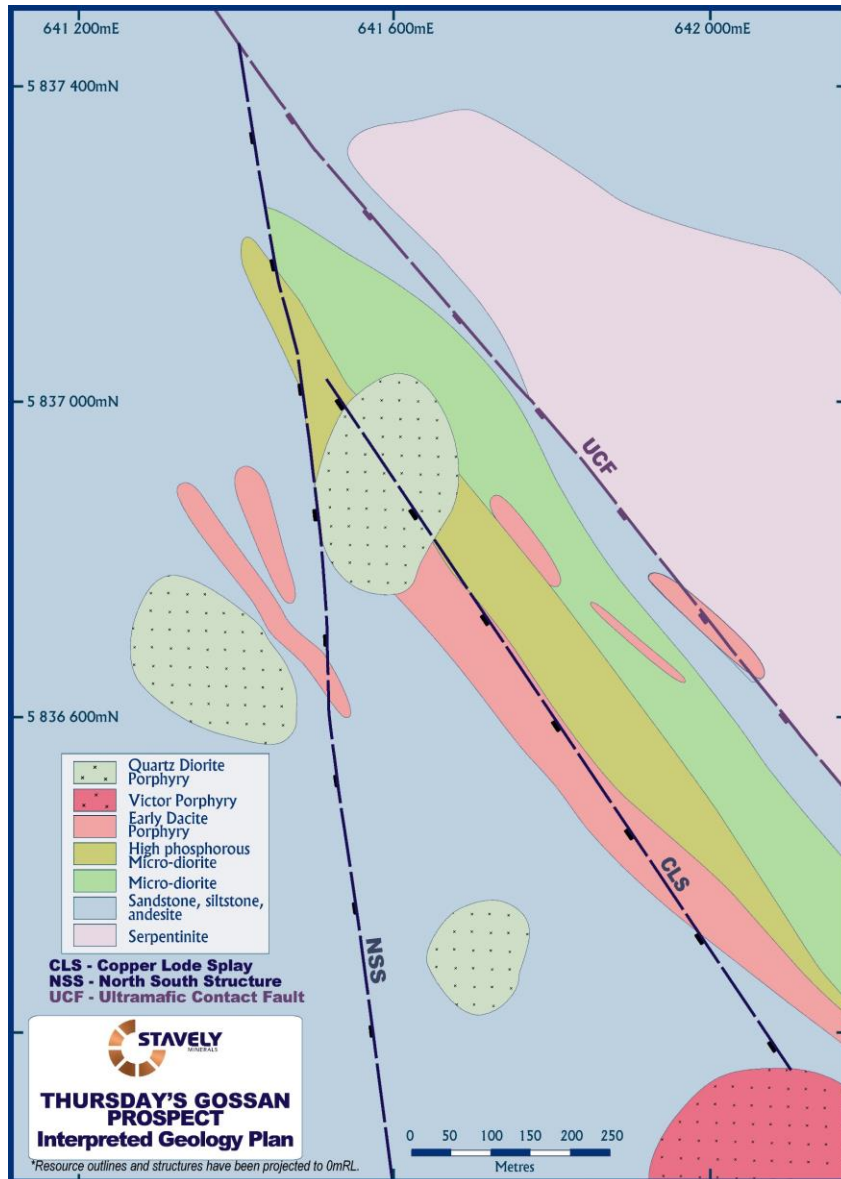 641 200mE
641 600mE
642 000mE
5 837 400mN
5 837 000mN
UCF
5 836 600mN
Quartz Diorite
Porphyry
Victor Porphyry
Early Dacite
Porphyry
High phosphorous
Micro-diorite
Micro-diorite
Sandstone, siltstone,
andesite
Serpentinite
CLS
NSS
CLS - Copper Lode Splay
NSS - North South Structure
UCF - Ultramafic Contact Fault
STAVELY
MINERALS
THURSDAY'S GOSSAN
PROSPECT
Interpreted Geology Plan
*Resource outlines and structures have been projected to 0mRL.
0 50 100 150 200 250
Metres